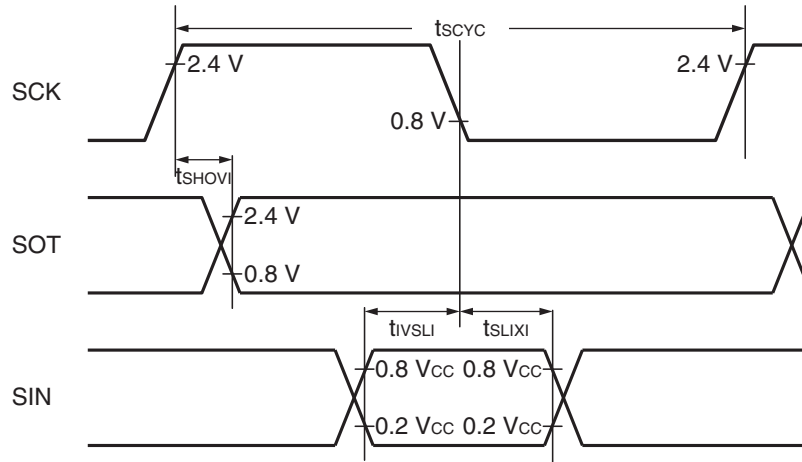 tSCYC
SCK
2.4 V
0.8 V
2.4 V
tSHOVI
SOT
2.4 V
0.8 V
tIVSLI
tSLIXI
SIN
0.8 VCC
0.8 VCC
0.2 VCC
0.2 VCC